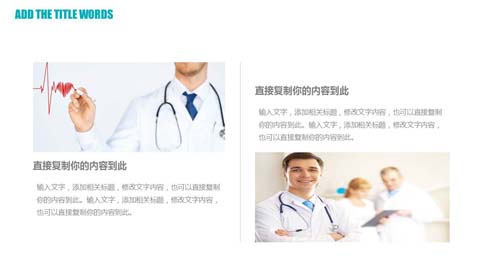 ADD THE TITLE WORDS
直接复制你的内容到此
输入文字，添加相关标题，修改文字内容，也可以直接复制
你的内容到此。输入文字，添加相关标题，修改文字内容，
也可以直接复制你的内容到此。
直接复制你的内容到此
输入文字，添加相关标题，修改文字内容，也可以直接复制
你的内容到此。输入文字，添加相关标题，修改文字内容，
也可以直接复制你的内容到此。